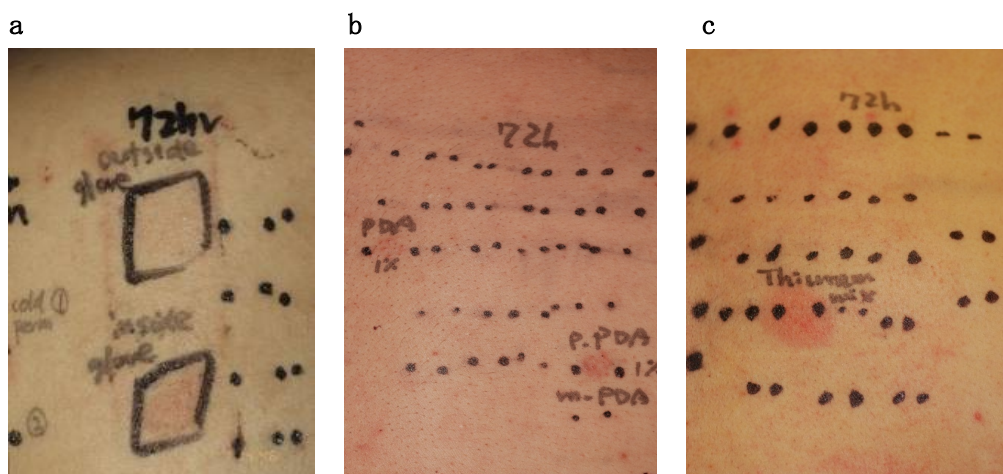 a
b
c
72hr
outside
glove
cold ①
perm
inside
glove
②
72h
PDA
1%
P.PDA
1%
m-PDA
72h
Thiuram
mix